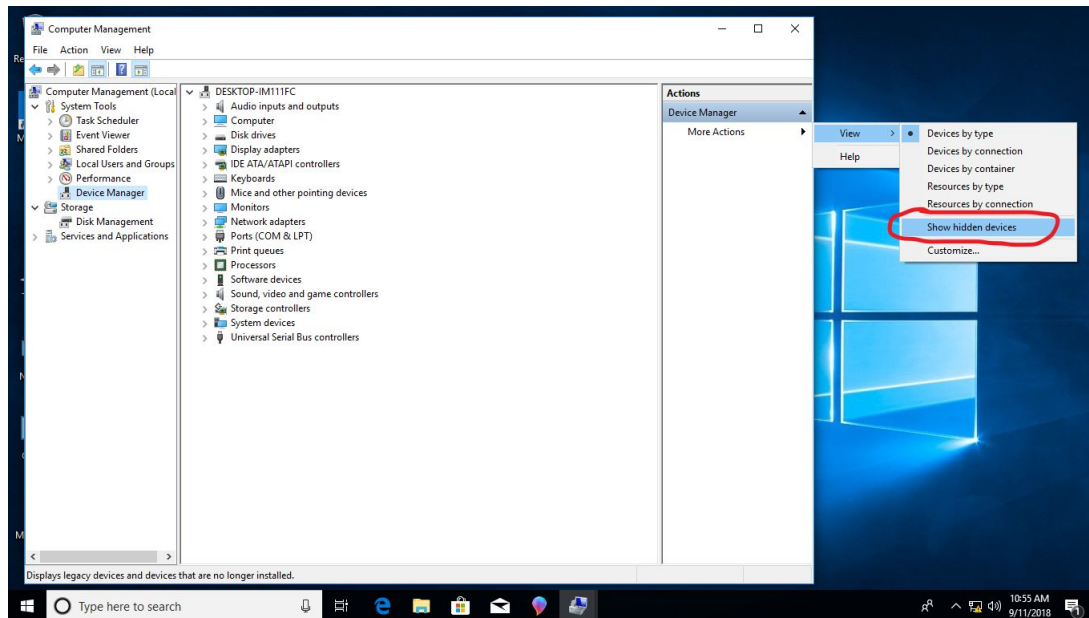 Computer Management
File Action View Help
Computer Management (Local
System Tools
Task Scheduler
Event Viewer
Shared Folders
Local Users and Groups
Performance
Device Manager
Storage
Disk Management
Services and Applications
DESKTOP-IM111FC
Audio inputs and outputs
Computer
Disk drives
Display adapters
IDE ATA/ATAPI controllers
Keyboards
Mice and other pointing devices
Monitors
Network adapters
Ports (COM & LPT)
Print queues
Processors
Software devices
Sound, video and game controllers
Storage controllers
System devices
Universal Serial Bus controllers
Actions
Device Manager
More Actions
View
Help
Devices by type
Devices by connection
Devices by container
Resources by type
Resources by connection
Show hidden devices
Customize...
Displays legacy devices and devices that are no longer installed.
Type here to search
10:55 AM
9/11/2018
1